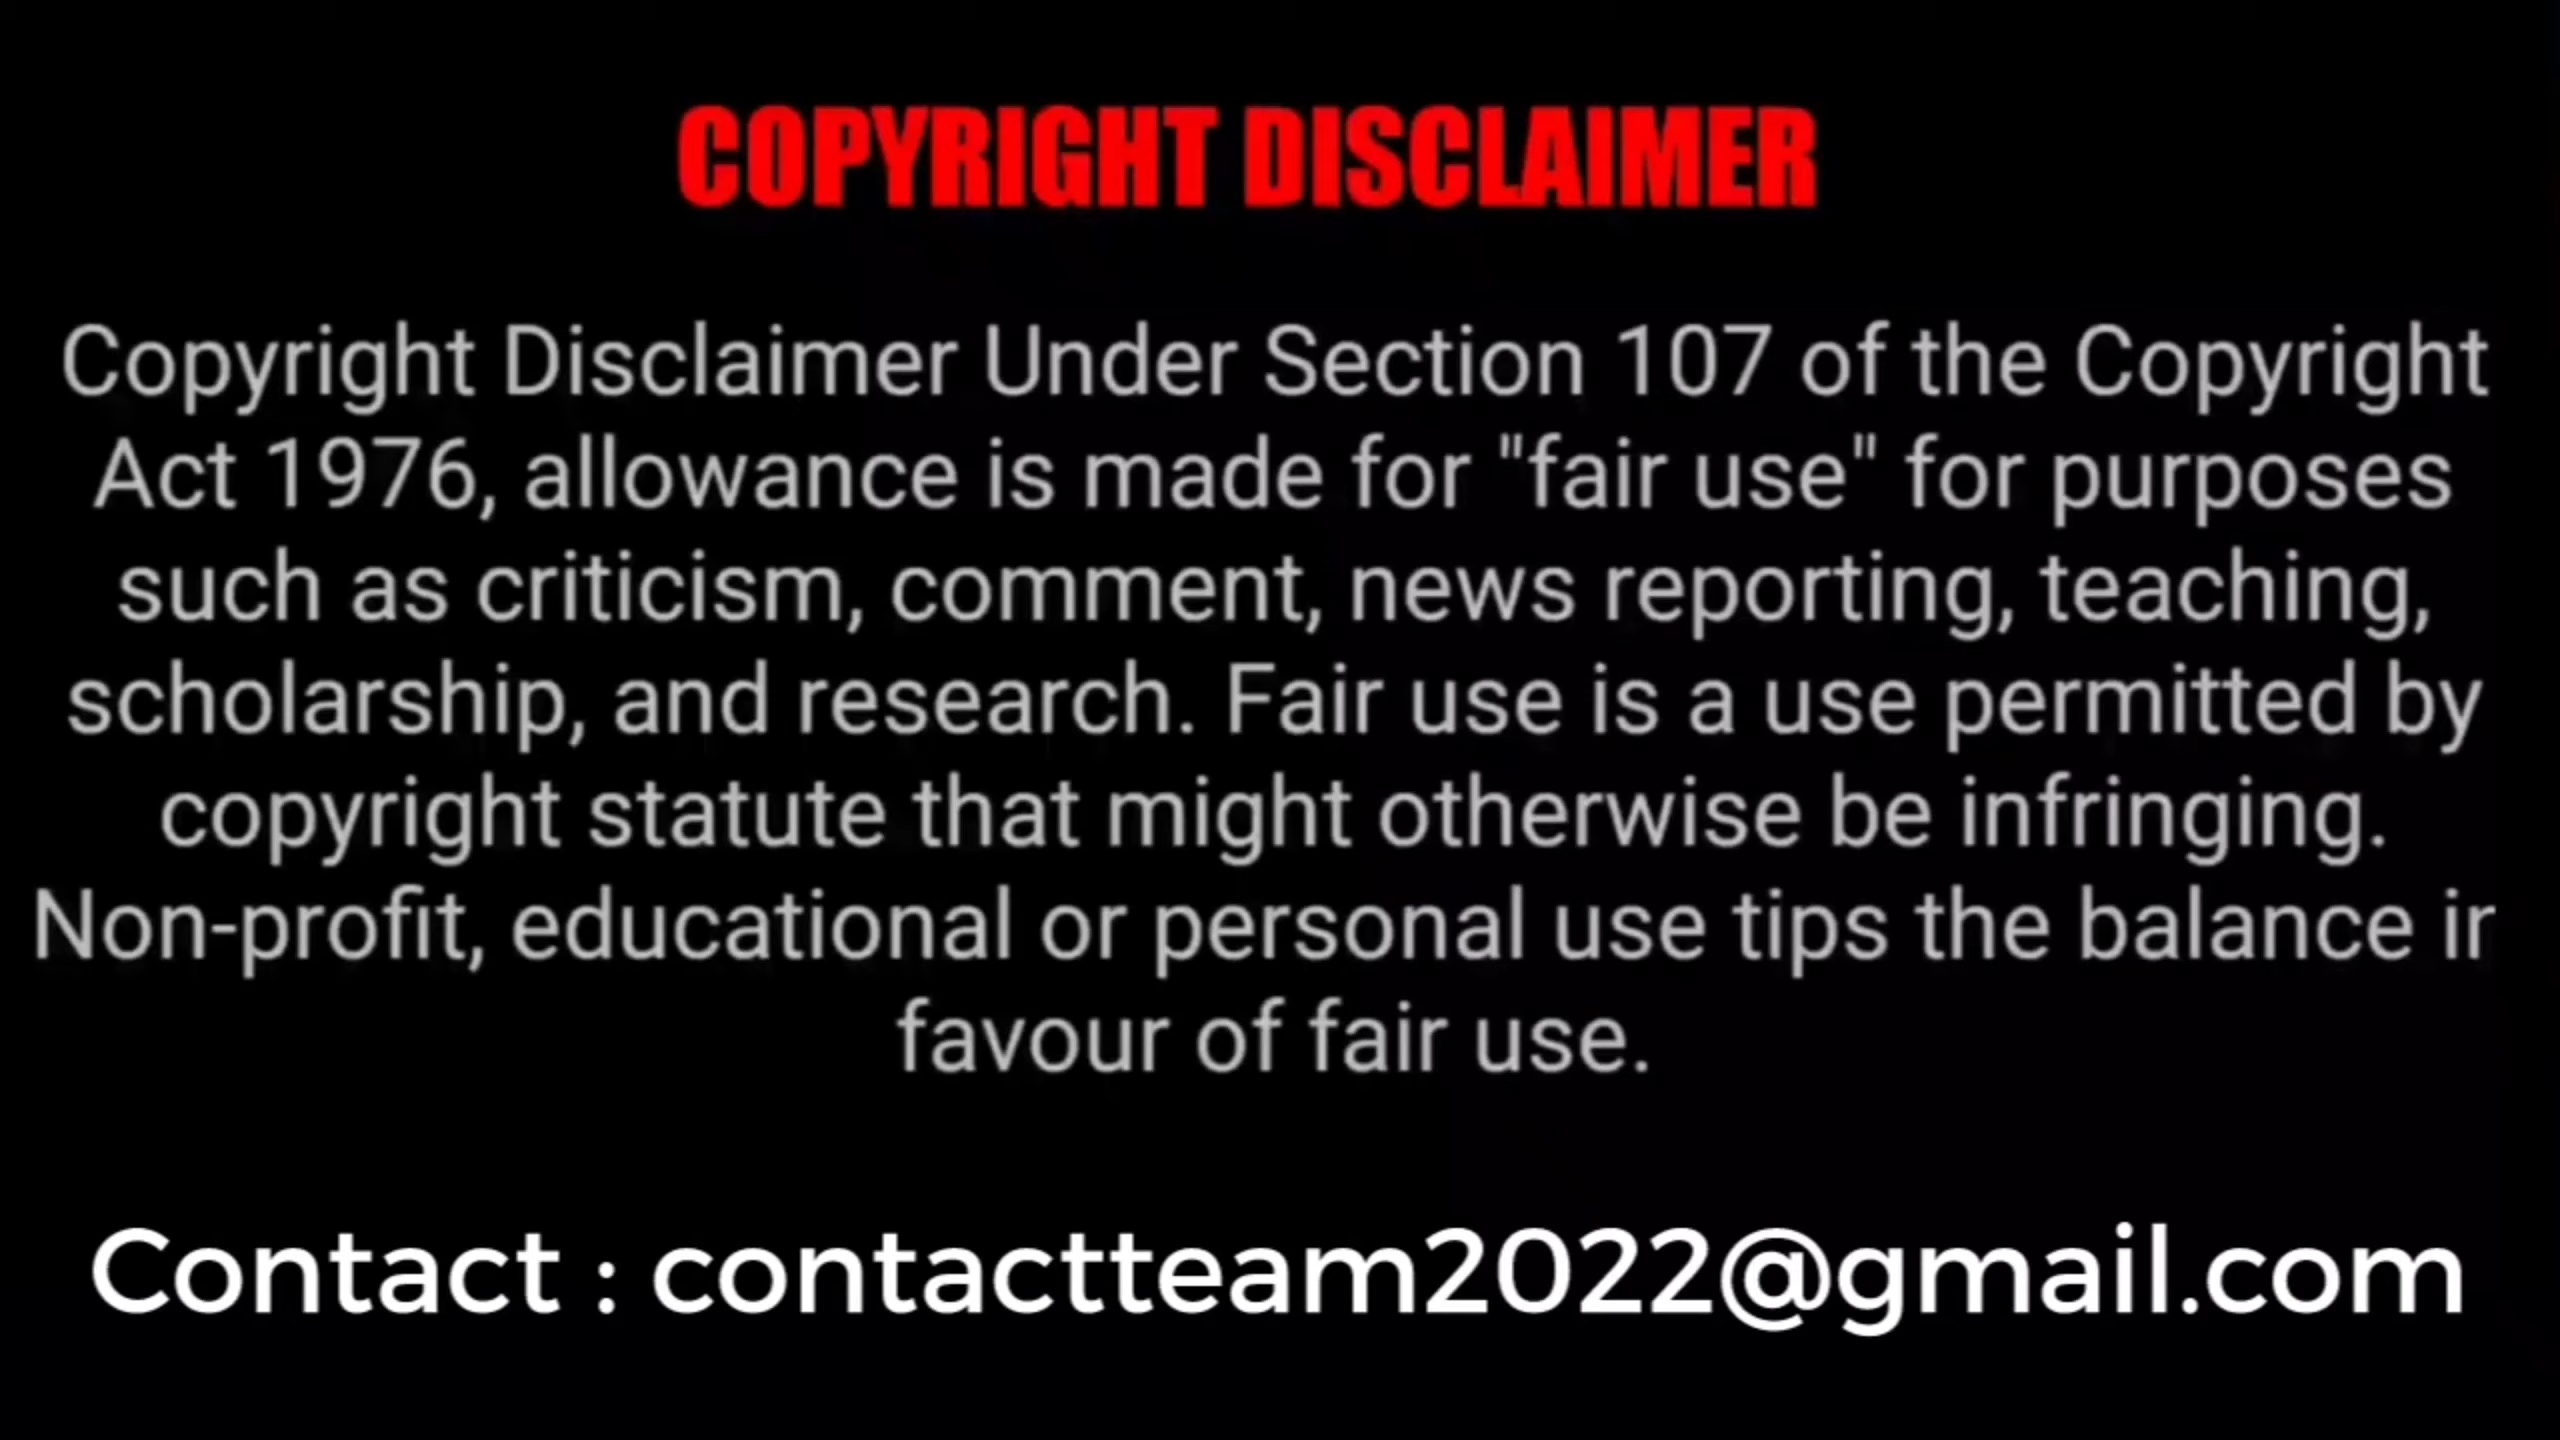 COPYRIGHT DISCLAIMER
Copyright Disclaimer Under Section 107 of the Copyright
Act 1976, allowance is made for "fair use" for purposes
such as criticism, comment, news reporting, teaching,
scholarship, and research. Fair use is a use permitted by
copyright statute that might otherwise be infringing.
Non-profit, educational or personal use tips the balance ir
favour of fair use.
Contact : contactteam2022@gmail.com